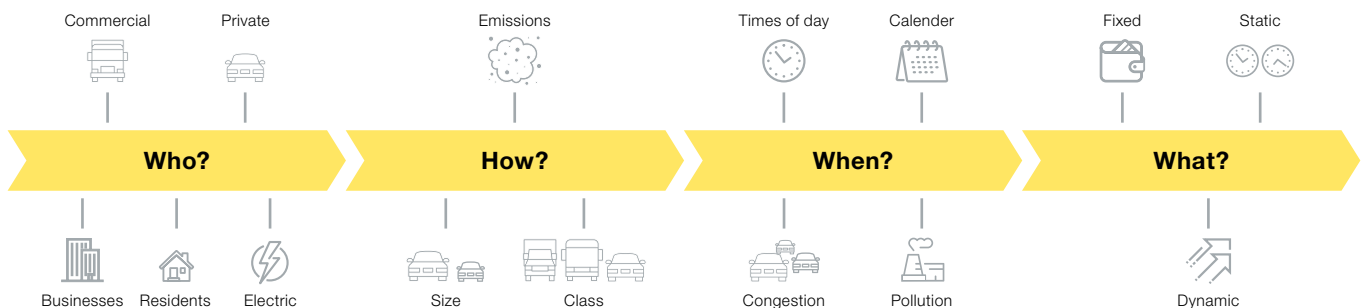 Commercial
Private
Emissions
Times of day
Calender
Fixed
Static
Who?
How?
When?
What?
Businesses
Residents
Electric
Size
Class
Congestion
Pollution
Dynamic